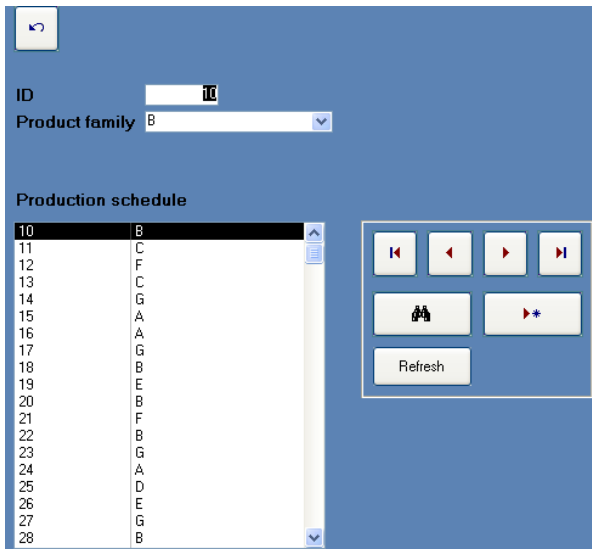 ID 10
Product family B
Production schedule
10 B
11 C
12 F
13 C
14 G
15 A
16 A
17 G
18 B
19 E
20 B
21 F
22 B
23 G
24 A
25 D
26 E
27 G
28 B
Refresh